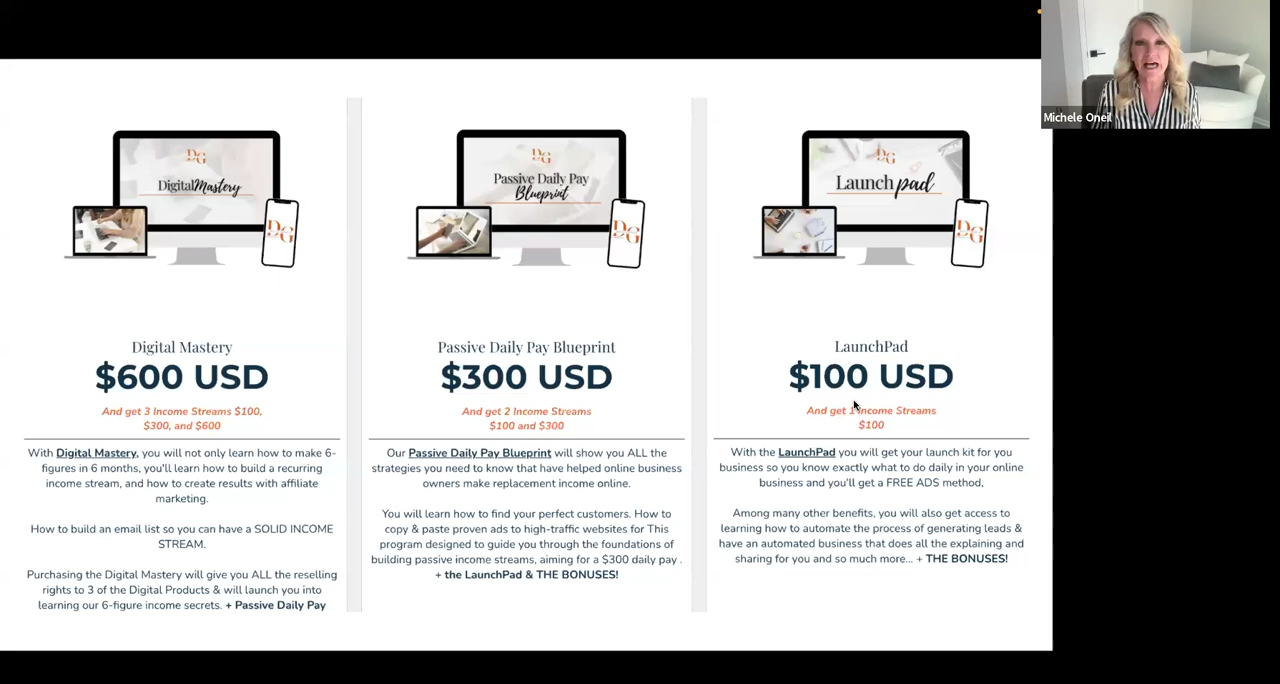 Michele Oneil
DG
DigitalMastery
DG
Digital Mastery
$600 USD
And get 3 Income Streams $100,
$300, and $600
With Digital Mastery, you will not only learn how to make 6-
figures in 6 months, you'll learn how to build a recurring
income stream, and how to create results with affiliate
marketing.
How to build an email list so you can have a SOLID INCOME
STREAM.
Purchasing the Digital Mastery will give you ALL the reselling
rights to 3 of the Digital Products & will launch you into
learning our 6-figure income secrets. + Passive Daily Pay
DG
Passive Daily Pay
Blueprint
DG
Passive Daily Pay Blueprint
$300 USD
And get 2 Income Streams
$100 and $300
Our Passive Daily Pay Blueprint will show you ALL the
strategies you need to know that have helped online business
owners make replacement income online.
You will learn how to find your perfect customers. How to
copy & paste proven ads to high-traffic websites for This
program designed to guide you through the foundations of
building passive income streams, aiming for a $300 daily pay .
+ the LaunchPad & THE BONUSES!
DG
Launch pad
DG
LaunchPad
$100 USD
And get 1 Income Streams
$100
With the LaunchPad you will get your launch kit for you
business so you know exactly what to do daily in your online
business and you'll get a FREE ADS method,
Among many other benefits, you will also get access to
learning how to automate the process of generating leads &
have an automated business that does all the explaining and
sharing for you and so much more... + THE BONUSES!